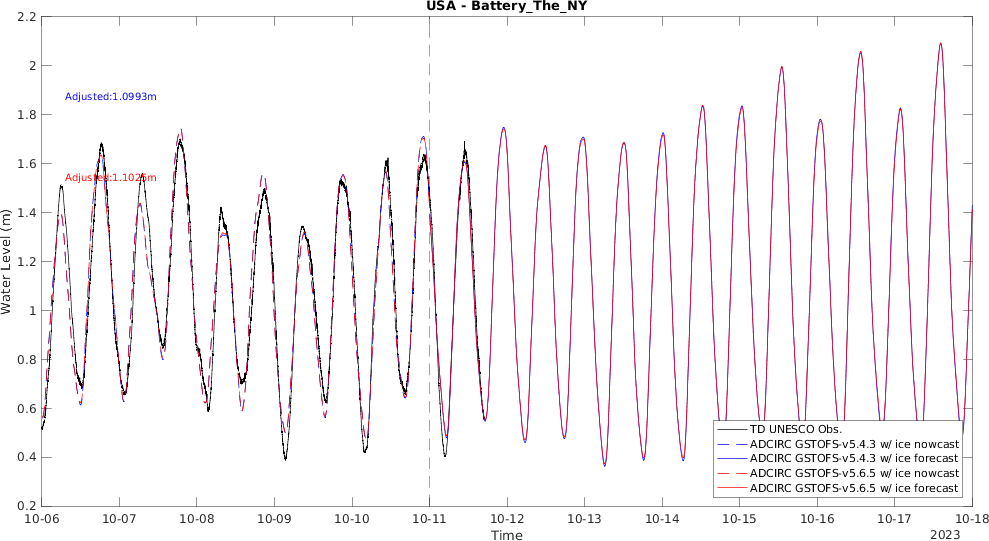 USA - Battery_The_NY
2.2
2
1.8
1.6
1.4
1.2
1
0.8
0.6
0.4
0.2
Water Level (m)
Adjusted:1.0993m
Adjusted:1.1025m
TD UNESCO Obs.
ADCIRC GSTOFS-v5.4.3 w/ ice nowcast
ADCIRC GSTOFS-v5.4.3 w/ ice forecast
ADCIRC GSTOFS-v5.6.5 w/ ice nowcast
ADCIRC GSTOFS-v5.6.5 w/ ice forecast
10-06 10-07 10-08 10-09 10-10 10-11 10-12 10-13 10-14 10-15 10-16 10-17 10-18
Time
2023